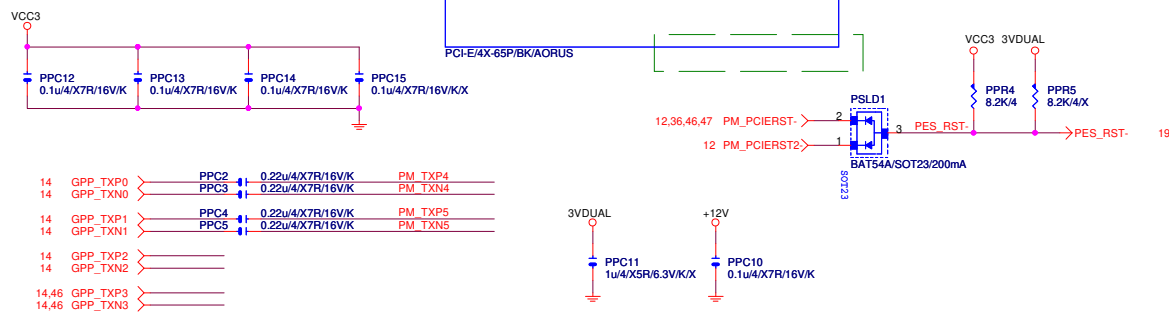 VCC3
PCI-E/4X-65P/BK/AORUS
VCC3 3VDUAL
PPC12
0.1u/4/X7R/16V/K
PPC13
0.1u/4/X7R/16V/K
PPC14
0.1u/4/X7R/16V/K
PPC15
0.1u/4/X7R/16V/K/X
PPR4
8.2K/4
PPR5
8.2K/4/X
PSLD1
12,36,46,47 PM_PCIERST- 2
12 PM_PCIERST2- 1
3 PES_RST- PES_RST- 19
BAT54A/SOT23/200mA
SOT23
14 GPP_TXP0 PPC2 0.22u/4/X7R/16V/K PM_TXP4
14 GPP_TXN0 PPC3 0.22u/4/X7R/16V/K PM_TXN4
14 GPP_TXP1 PPC4 0.22u/4/X7R/16V/K PM_TXP5
14 GPP_TXN1 PPC5 0.22u/4/X7R/16V/K PM_TXN5
14 GPP_TXP2
14 GPP_TXN2
14,46 GPP_TXP3
14,46 GPP_TXN3
3VDUAL
PPC11
1u/4/X5R/6.3V/K/X
+12V
PPC10
0.1u/4/X7R/16V/K